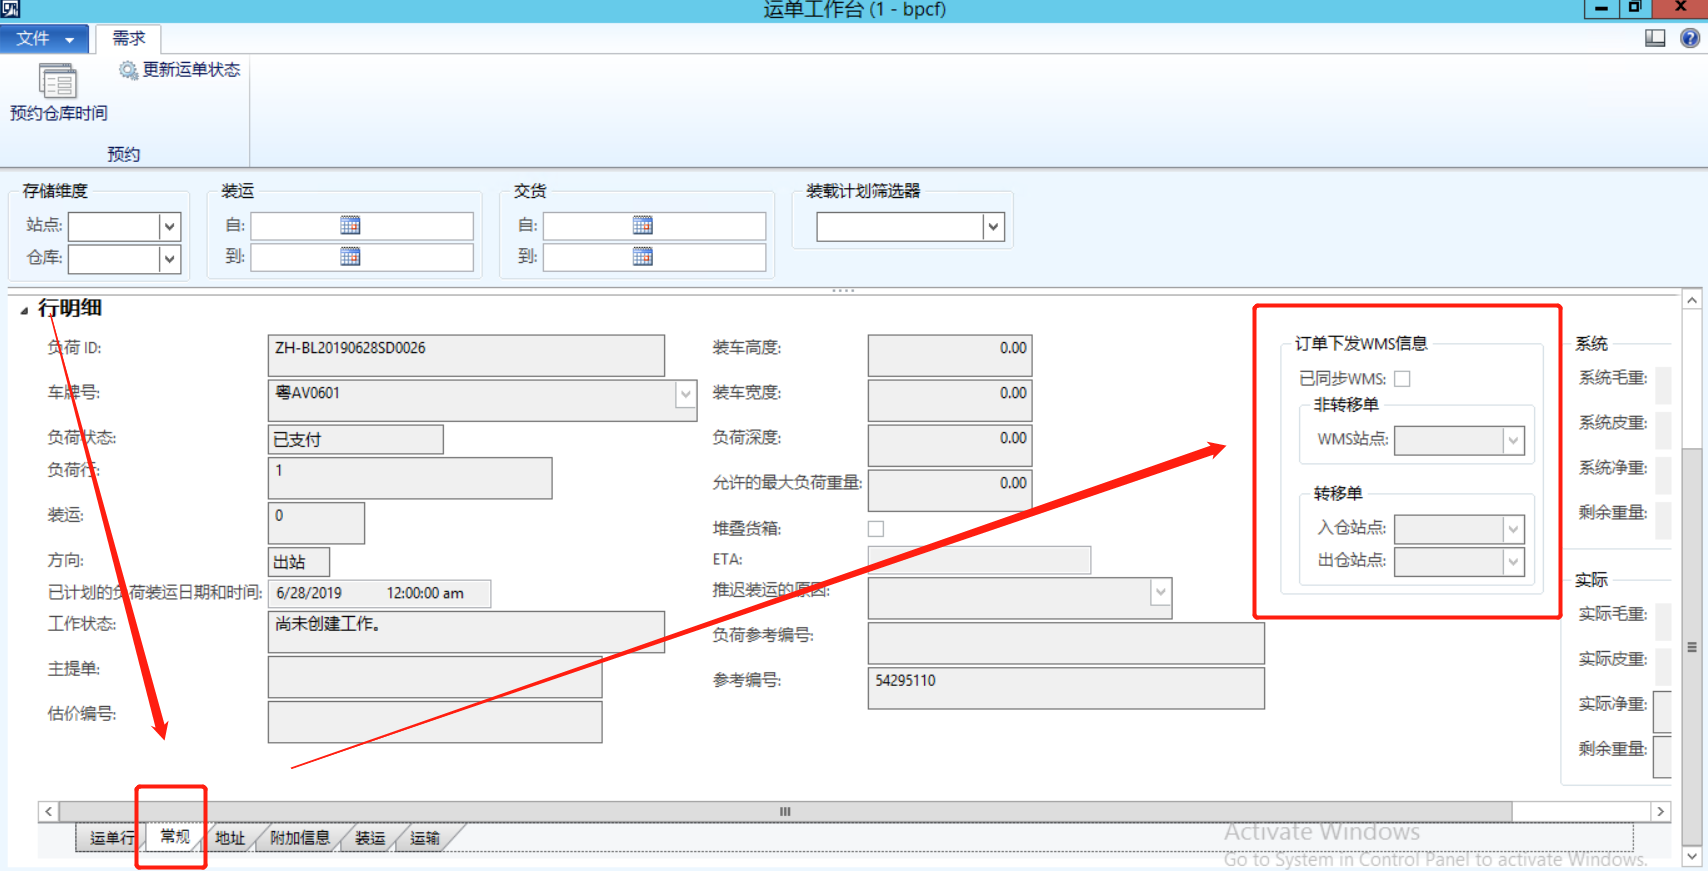 运单工作台 (1 - bpcf)
文件
需求
预约仓库时间
更新运单状态
预约
存储维度
站点:
仓库:
装运
自:
到:
交货
自:
到:
装载计划筛选器
行明细
负荷 ID:
ZH-BL20190628SD0026
车牌号:
粤AV0601
负荷状态:
已支付
负荷行:
1
装运:
0
方向:
出站
已计划的负荷装运日期和时间:
6/28/2019 12:00:00 am
工作状态:
尚未创建工作。
主提单:
估价编号:
装车高度:
0.00
装车宽度:
0.00
负荷深度:
0.00
允许的最大负荷重量:
0.00
堆叠货箱:
ETA:
推迟装运的原因:
负荷参考编号:
参考编号:
54295110
订单下发WMS信息
已同步WMS:
非转移单
WMS站点:
转移单
入仓站点:
出仓站点:
系统
系统毛重:
系统皮重:
系统净重:
剩余重量:
实际
实际毛重:
实际皮重:
实际净重:
剩余重量:
运单行
常规
地址
附加信息
装运
运输
Activate Windows
Go to System in Control Panel to activate Windows.